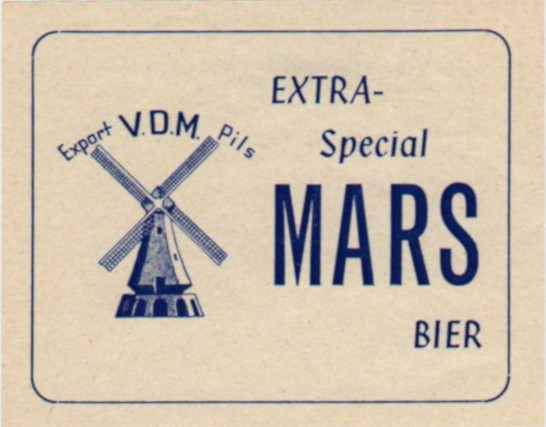 Export V.D.M. Pils
EXTRA-
Special
MARS
BIER